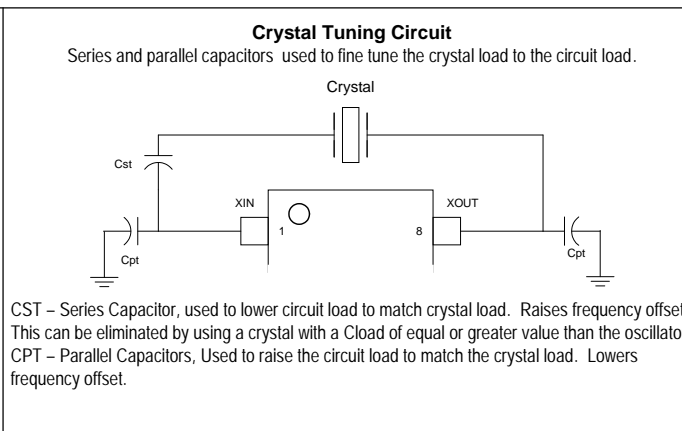 Crystal Tuning Circuit
Series and parallel capacitors used to fine tune the crystal load to the circuit load.
Crystal
Cst
XIN
XOUT
1
8
Cpt
Cpt
CST – Series Capacitor, used to lower circuit load to match crystal load. Raises frequency offset
This can be eliminated by using a crystal with a Cload of equal or greater value than the oscillato
CPT – Parallel Capacitors, Used to raise the circuit load to match the crystal load. Lowers
frequency offset.